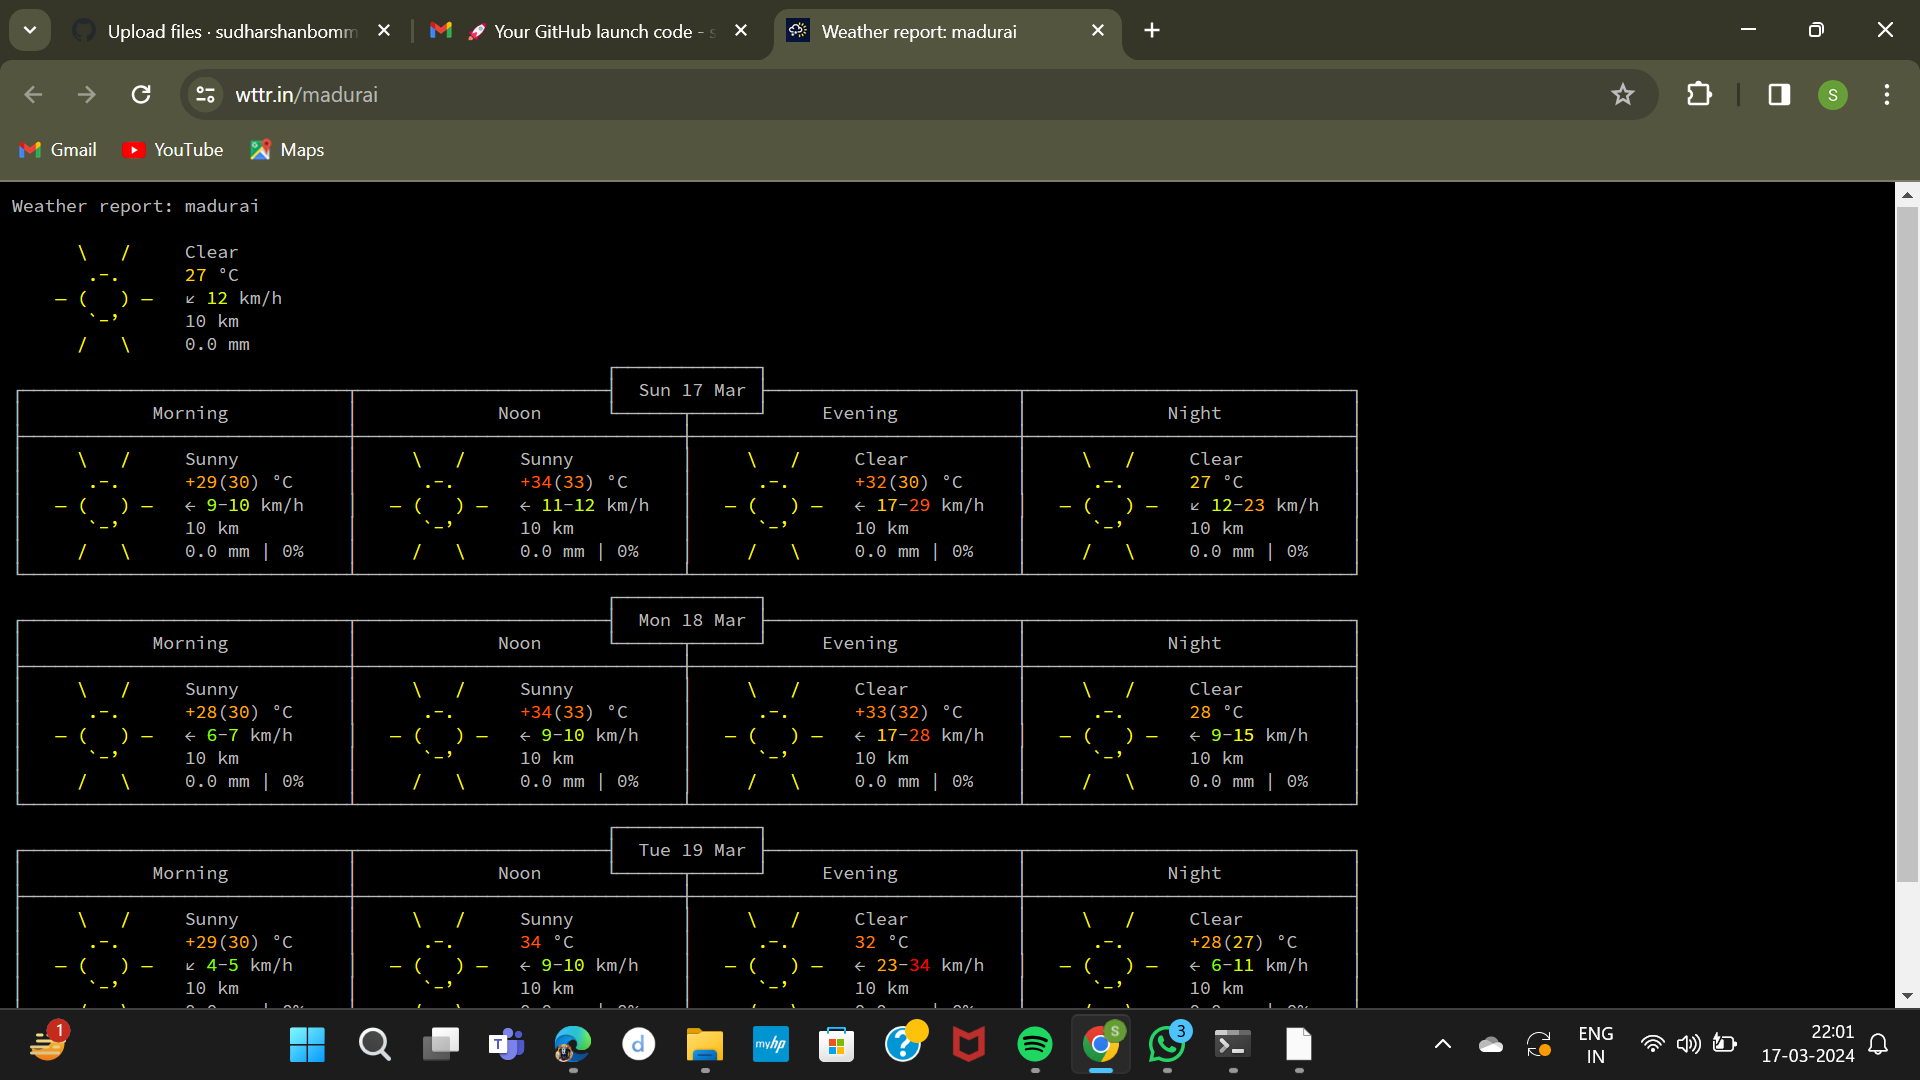 Upload files · sudharshanbomm
🚀 Your GitHub launch code - s
Weather report: madurai
wttr.in/madurai
S
Gmail
YouTube
Maps
Weather report: madurai
Clear
27 °C
↙ 12 km/h
10 km
0.0 mm
Sun 17 Mar
Morning Noon Evening Night
Sunny Sunny Clear Clear
+29(30) °C +34(33) °C +32(30) °C 27 °C
← 9-10 km/h ← 11-12 km/h ← 17-29 km/h ↙ 12-23 km/h
10 km 10 km 10 km 10 km
0.0 mm | 0% 0.0 mm | 0% 0.0 mm | 0% 0.0 mm | 0%
Mon 18 Mar
Morning Noon Evening Night
Sunny Sunny Clear Clear
+28(30) °C +34(33) °C +33(32) °C 28 °C
← 6-7 km/h ← 9-10 km/h ← 17-28 km/h ← 9-15 km/h
10 km 10 km 10 km 10 km
0.0 mm | 0% 0.0 mm | 0% 0.0 mm | 0% 0.0 mm | 0%
Tue 19 Mar
Morning Noon Evening Night
Sunny Sunny Clear Clear
+29(30) °C 34 °C 32 °C +28(27) °C
↙ 4-5 km/h ← 9-10 km/h ← 23-34 km/h ← 6-11 km/h
10 km 10 km 10 km 10 km
1
T
d
myhp
?
S
3
ENG
IN
22:01
17-03-2024